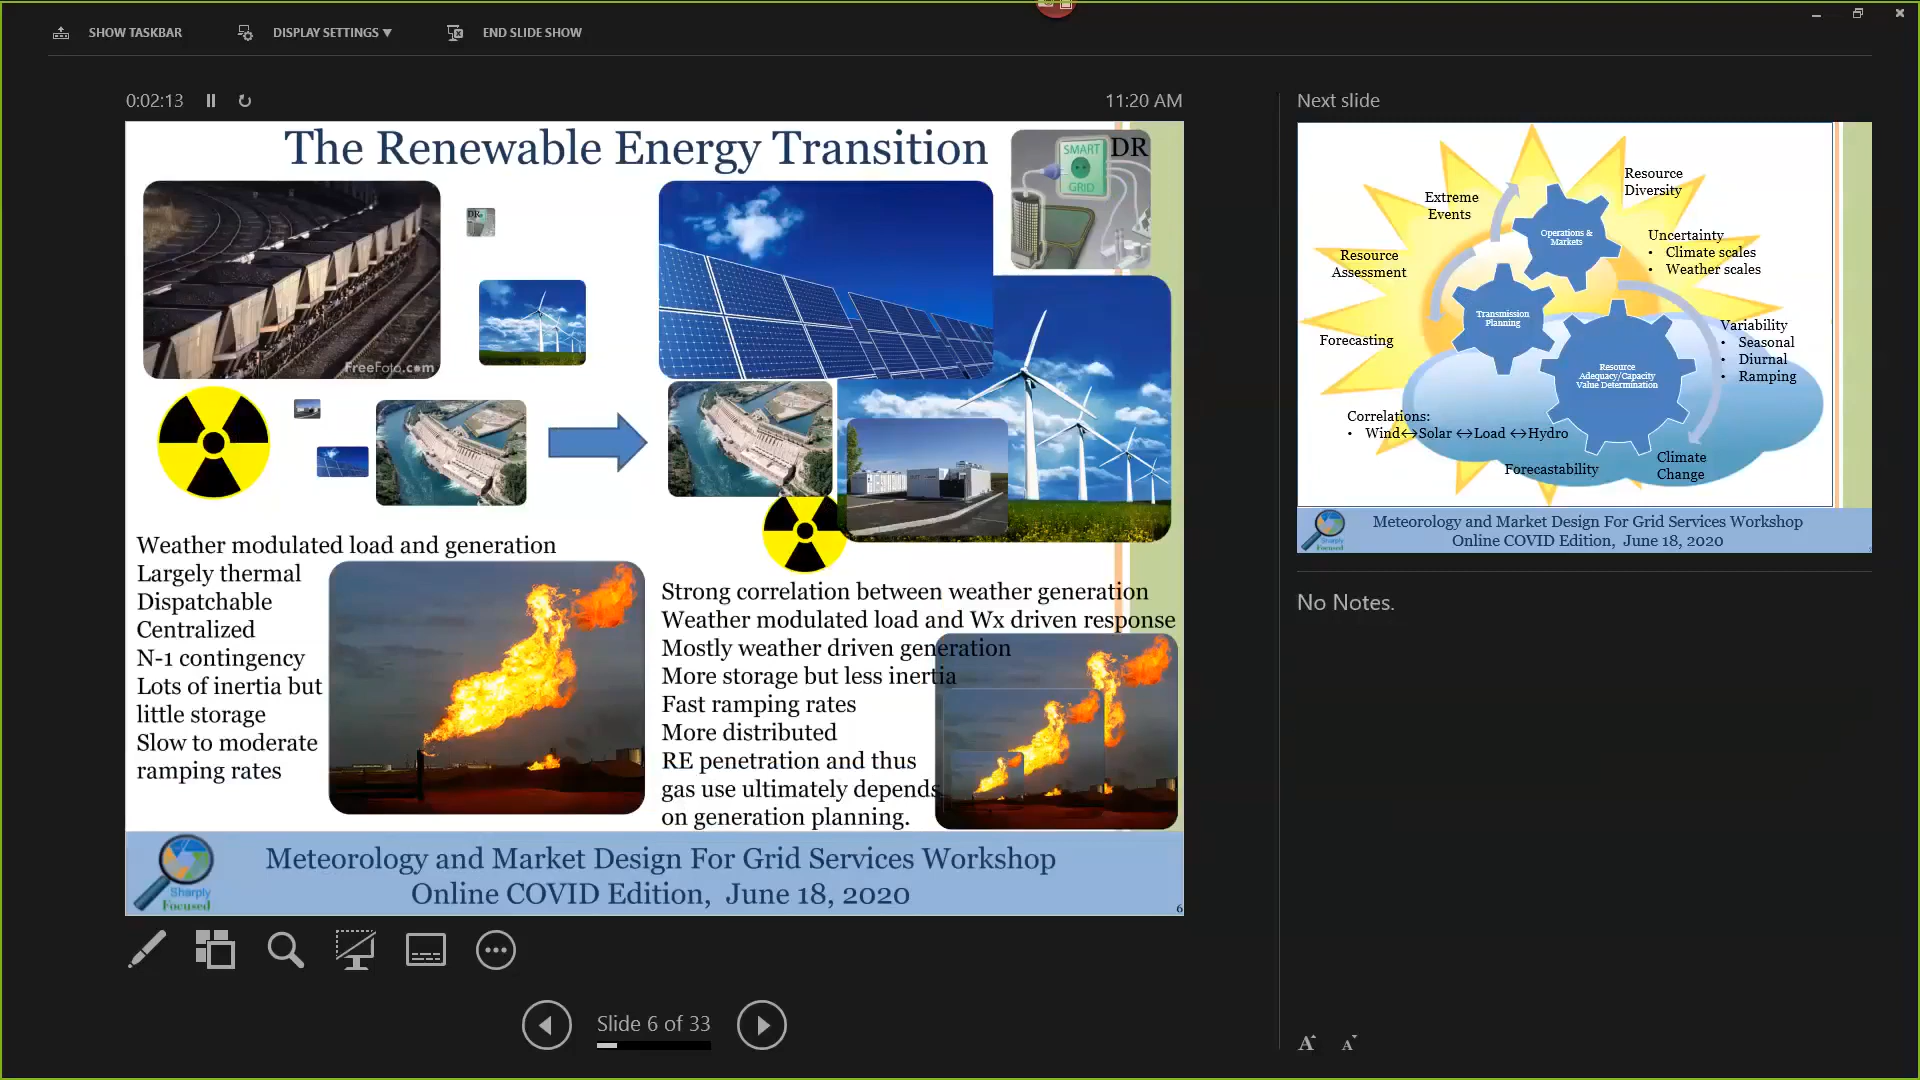 SHOW TASKBAR
DISPLAY SETTINGS ▼
END SLIDE SHOW
0:02:13
11:20 AM
Next slide
The Renewable Energy Transition
DR
SMART
GRID
DR
FreeFoto.com
Weather modulated load and generation
Largely thermal
Dispatchable
Centralized
N-1 contingency
Lots of inertia but
little storage
Slow to moderate
ramping rates
Strong correlation between weather generation
Weather modulated load and Wx driven response
Mostly weather driven generation
More storage but less inertia
Fast ramping rates
More distributed
RE penetration and thus
gas use ultimately depends
on generation planning.
Sharply
Focused
Meteorology and Market Design For Grid Services Workshop
Online COVID Edition, June 18, 2020
6
Extreme
Events
Resource
Diversity
Operations &
Markets
Uncertainty
• Climate scales
• Weather scales
Resource
Assessment
Transmission
Planning
Variability
• Seasonal
• Diurnal
• Ramping
Forecasting
Resource
Adequacy/Capacity
Value Determination
Correlations:
• Wind↔Solar ↔Load ↔Hydro
Forecastability
Climate
Change
Sharply
Focused
Meteorology and Market Design For Grid Services Workshop
Online COVID Edition, June 18, 2020
No Notes.
Slide 6 of 33
A A